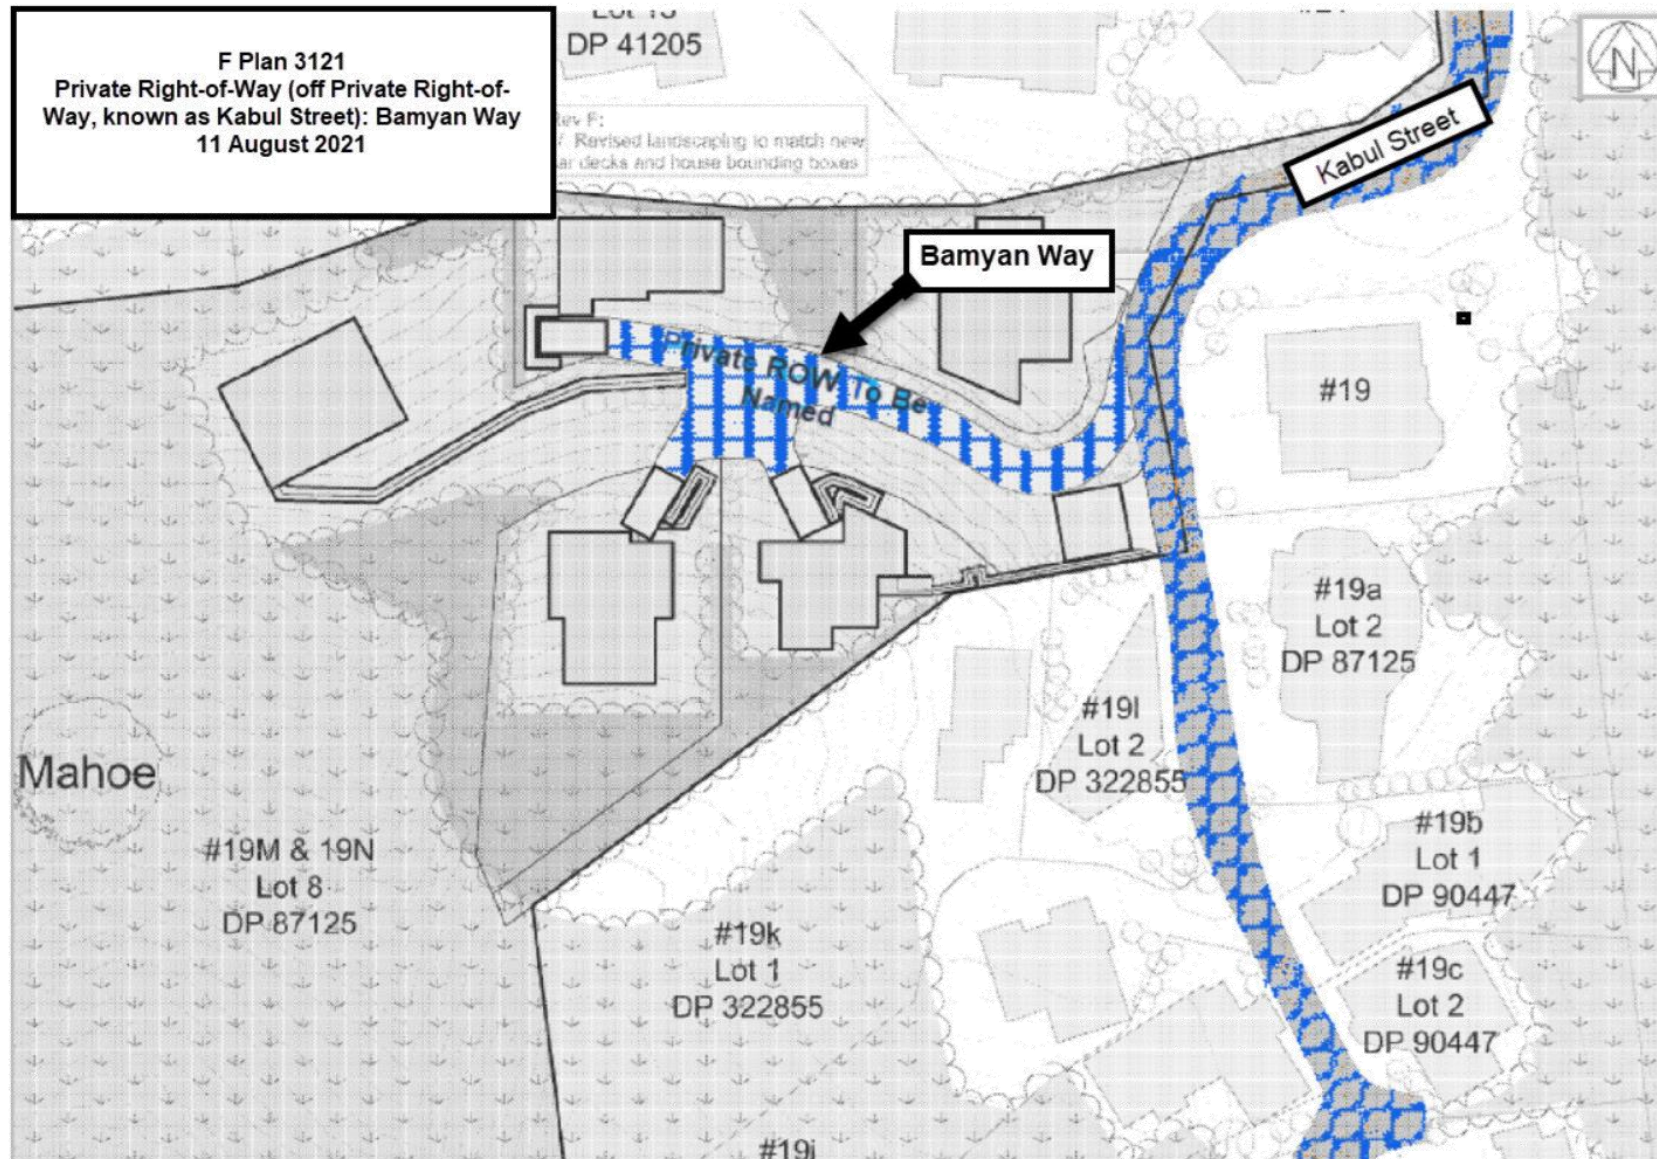 F Plan 3121
Private Right-of-Way (off Private Right-of-
Way, known as Kabul Street): Bamyan Way
11 August 2021
DP 41205
N
Kabul Street
Revised landscaping to match new
decks and house bounding boxes
Bamyan Way
Private ROW To Be
Named
#19
#19a
Lot 2
DP 87125
#19l
Lot 2
DP 322855
Mahoe
#19M & 19N
Lot 8
DP 87125
#19b
Lot 1
DP 90447
#19k
Lot 1
DP 322855
#19c
Lot 2
DP 90447